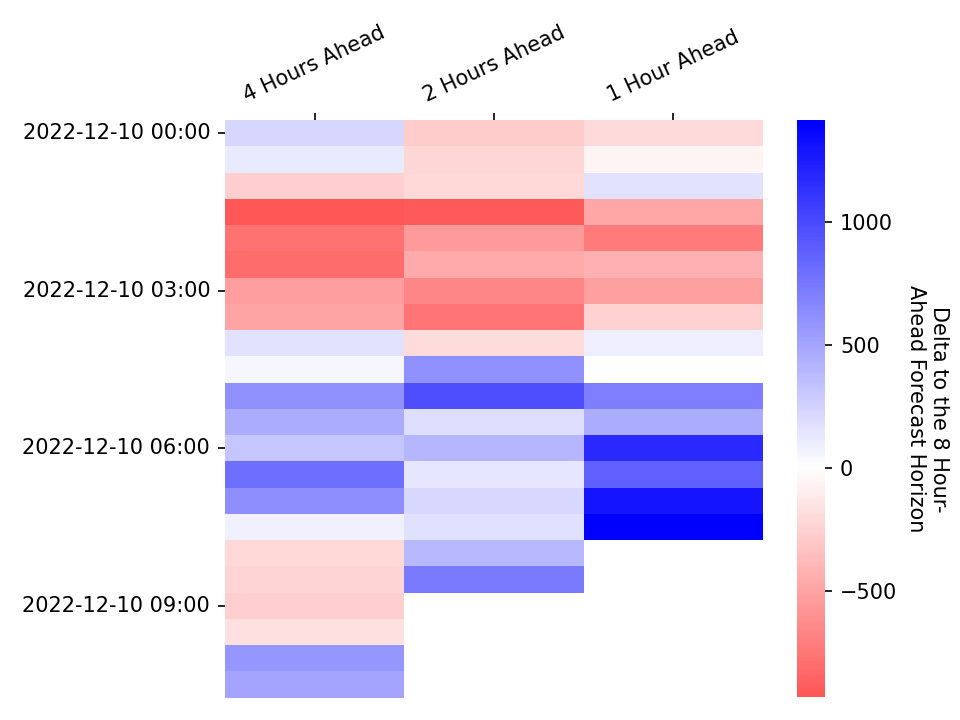 4 Hours Ahead
2 Hours Ahead
1 Hour Ahead
2022-12-10 00:00
2022-12-10 03:00
2022-12-10 06:00
2022-12-10 09:00
1000
500
0
−500
Delta to the 8 Hour-
Ahead Forecast Horizon